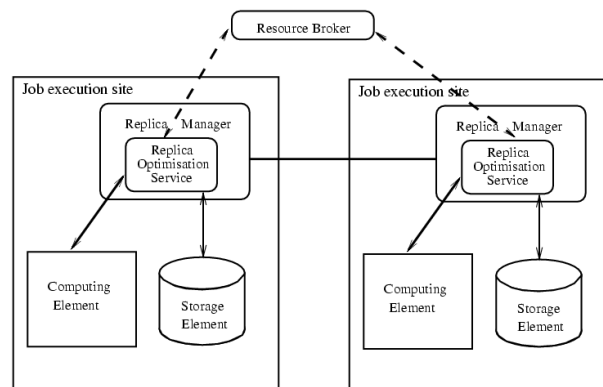 Resource Broker
Job execution site
Replica Manager
Replica
Optimisation
Service
Computing
Element
Storage
Element
Job execution site
Replica Manager
Replica
Optimisation
Service
Computing
Element
Storage
Element